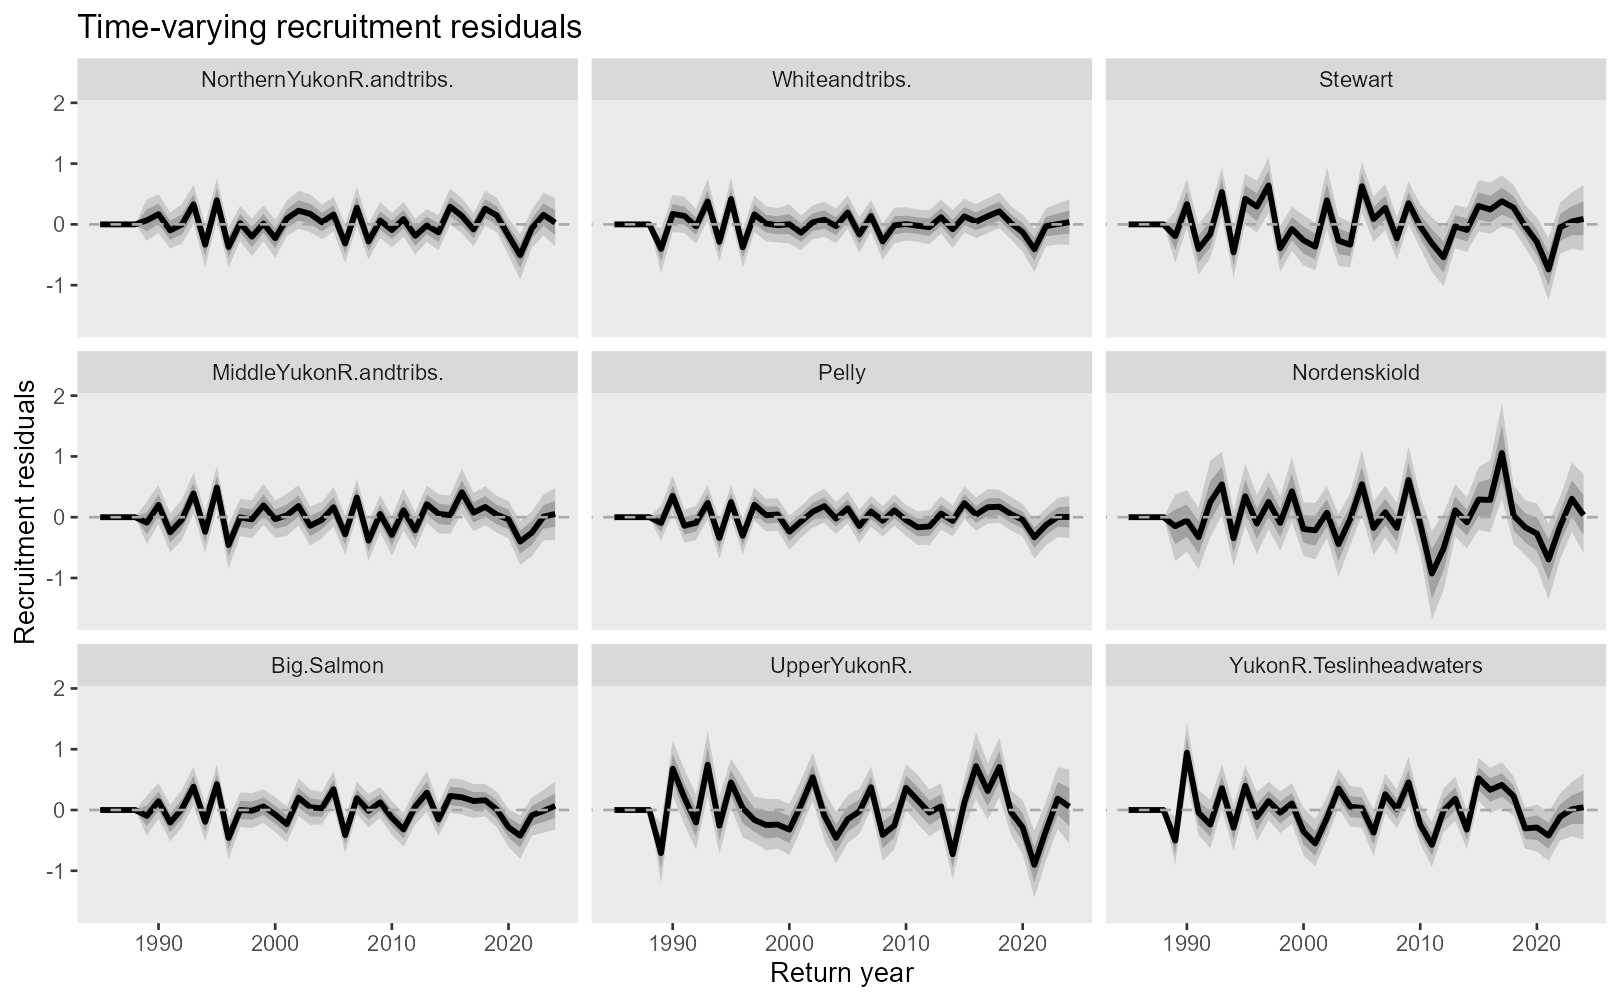 Time-varying recruitment residuals
NorthernYukonR.andtribs.
Whiteandtribs.
Stewart
2
1
0
-1
MiddleYukonR.andtribs.
Pelly
Nordenskiold
2
1
0
-1
Recruitment residuals
Big.Salmon
UpperYukonR.
YukonR.Teslinheadwaters
2
1
0
-1
1990 2000 2010 2020
1990 2000 2010 2020
1990 2000 2010 2020
Return year